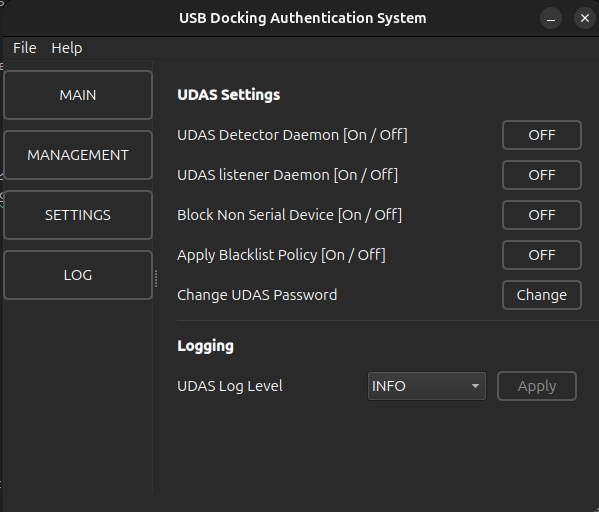 USB Docking Authentication System
File Help
MAIN
MANAGEMENT
SETTINGS
LOG
UDAS Settings
UDAS Detector Daemon [On / Off] OFF
UDAS listener Daemon [On / Off] OFF
Block Non Serial Device [On / Off] OFF
Apply Blacklist Policy [On / Off] OFF
Change UDAS Password Change
Logging
UDAS Log Level INFO Apply